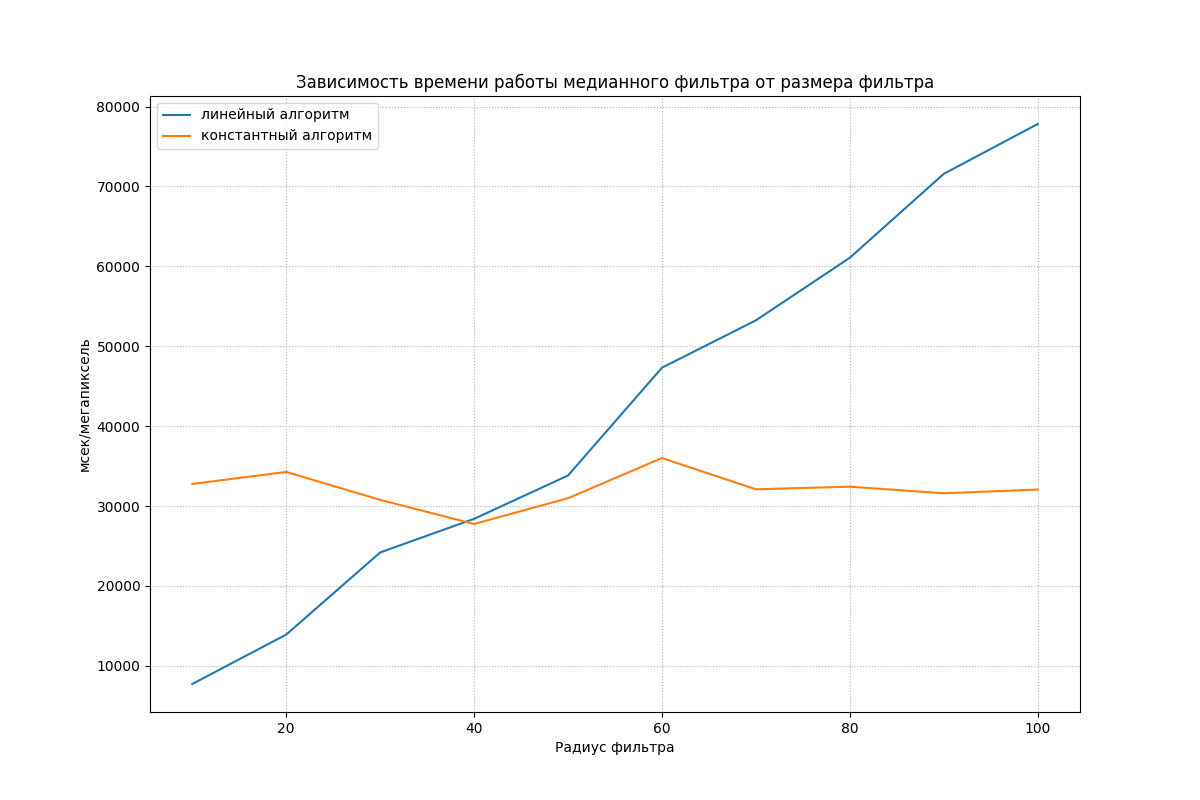 Зависимость времени работы медианного фильтра от размера фильтра
линейный алгоритм
константный алгоритм
80000
70000
60000
50000
40000
30000
20000
10000
мсек/мегапиксель
20 40 60 80 100
Радиус фильтра